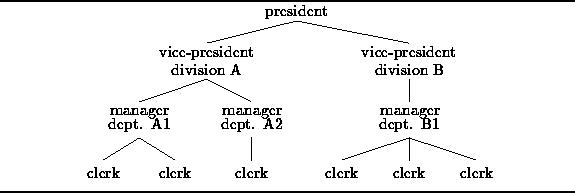 president
vice-president vice-president
division A division B
manager manager manager
dept. A1 dept. A2 dept. B1
clerk clerk clerk clerk clerk clerk